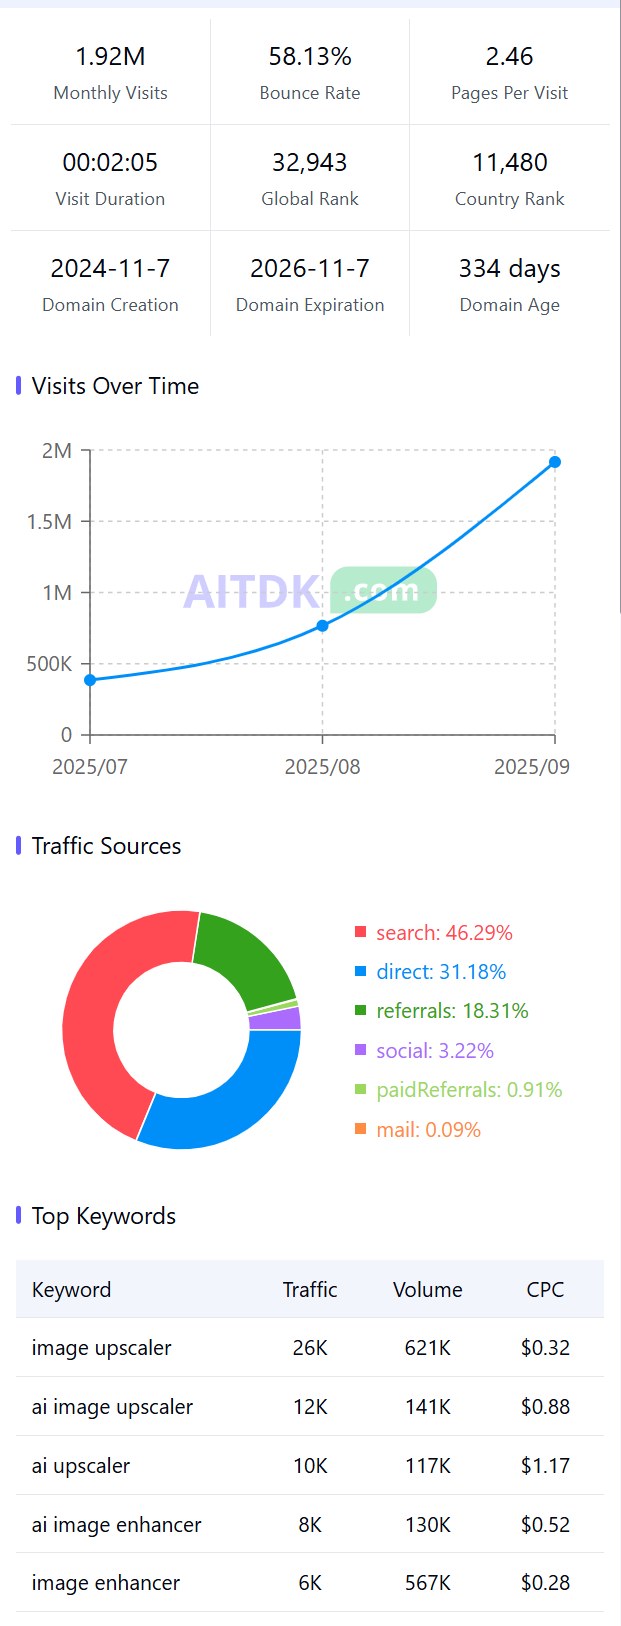 1.92M 58.13% 2.46
Monthly Visits Bounce Rate Pages Per Visit
00:02:05 32,943 11,480
Visit Duration Global Rank Country Rank
2024-11-7 2026-11-7 334 days
Domain Creation Domain Expiration Domain Age
Visits Over Time
2M
1.5M
1M
AITDK .com
500K
0
2025/07 2025/08 2025/09
Traffic Sources
search: 46.29%
direct: 31.18%
referrals: 18.31%
social: 3.22%
paidReferrals: 0.91%
mail: 0.09%
Top Keywords
Keyword Traffic Volume CPC
image upscaler 26K 621K $0.32
ai image upscaler 12K 141K $0.88
ai upscaler 10K 117K $1.17
ai image enhancer 8K 130K $0.52
image enhancer 6K 567K $0.28